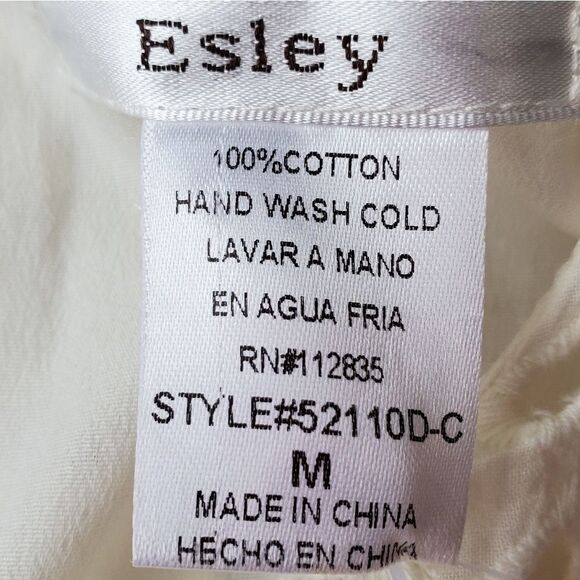 Esley
100%COTTON
HAND WASH COLD
LAVAR A MANO
EN AGUA FRIA
RN#112835
STYLE#52110D-C
M
MADE IN CHINA
HECHO EN CHINA